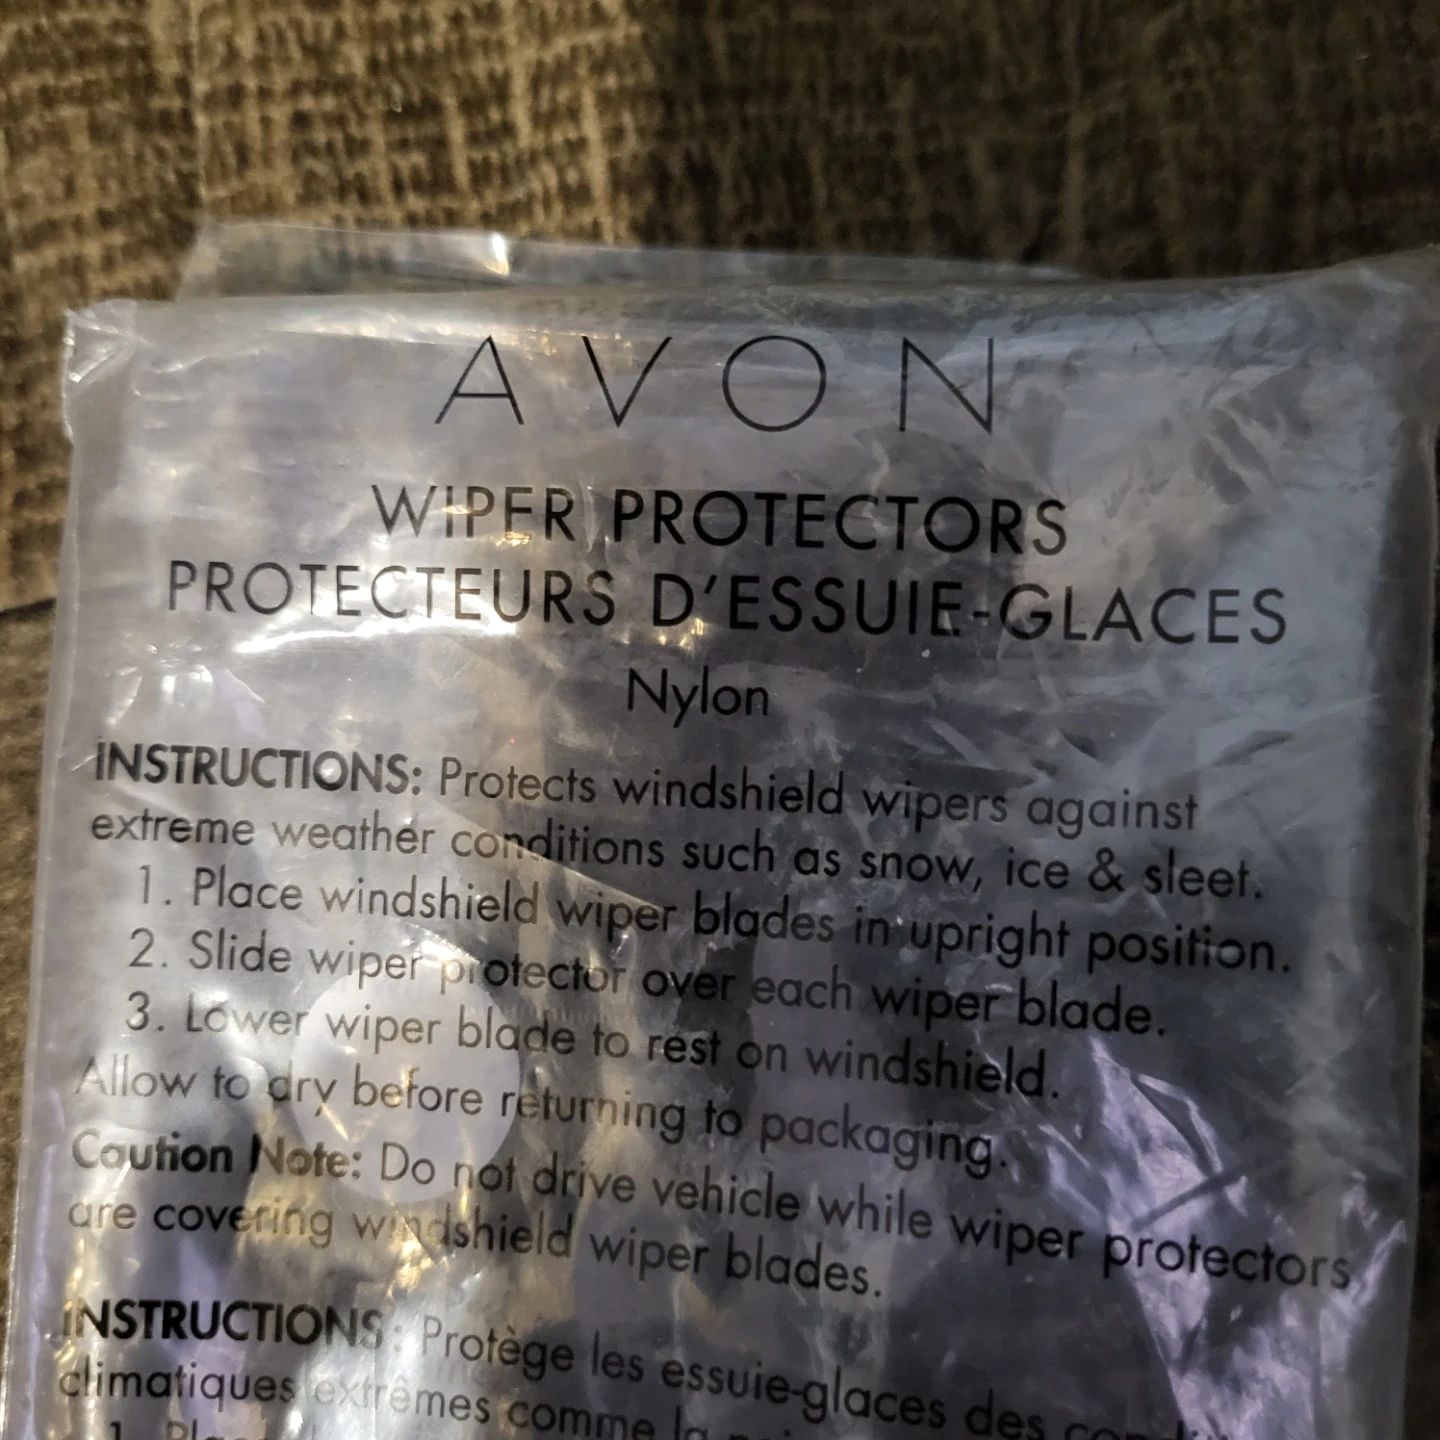 AVON
WIPER PROTECTORS
PROTECTEURS D'ESSUIE-GLACES
Nylon
INSTRUCTIONS: Protects windshield wipers against
extreme weather conditions such as snow, ice & sleet.
1. Place windshield wiper blades in upright position.
2. Slide wiper protector over each wiper blade.
3. Lower wiper blade to rest on windshield.
Allow to dry before returning to packaging.
Caution Note: Do not drive vehicle while wiper protectors
are covering windshield wiper blades.
INSTRUCTIONS: Protège les essuie-glaces des
climatiques extrêmes comme la
1.